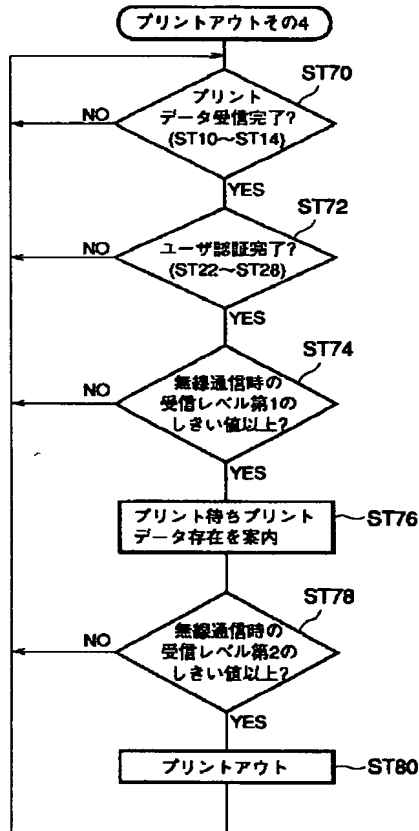 プリントアウトその4
ST70
プリント
データ受信完了?
{ST10～ST14}
NO
YES
ST72
ユーザ認証完了?
{ST22～ST28}
NO
YES
ST74
無線通信時の
受信レベル第1の
しきい値以上?
NO
YES
プリント待ちプリント
データ存在を案内
ST76
ST78
無線通信時の
受信レベル第2の
しきい値以上?
NO
YES
プリントアウト
ST80